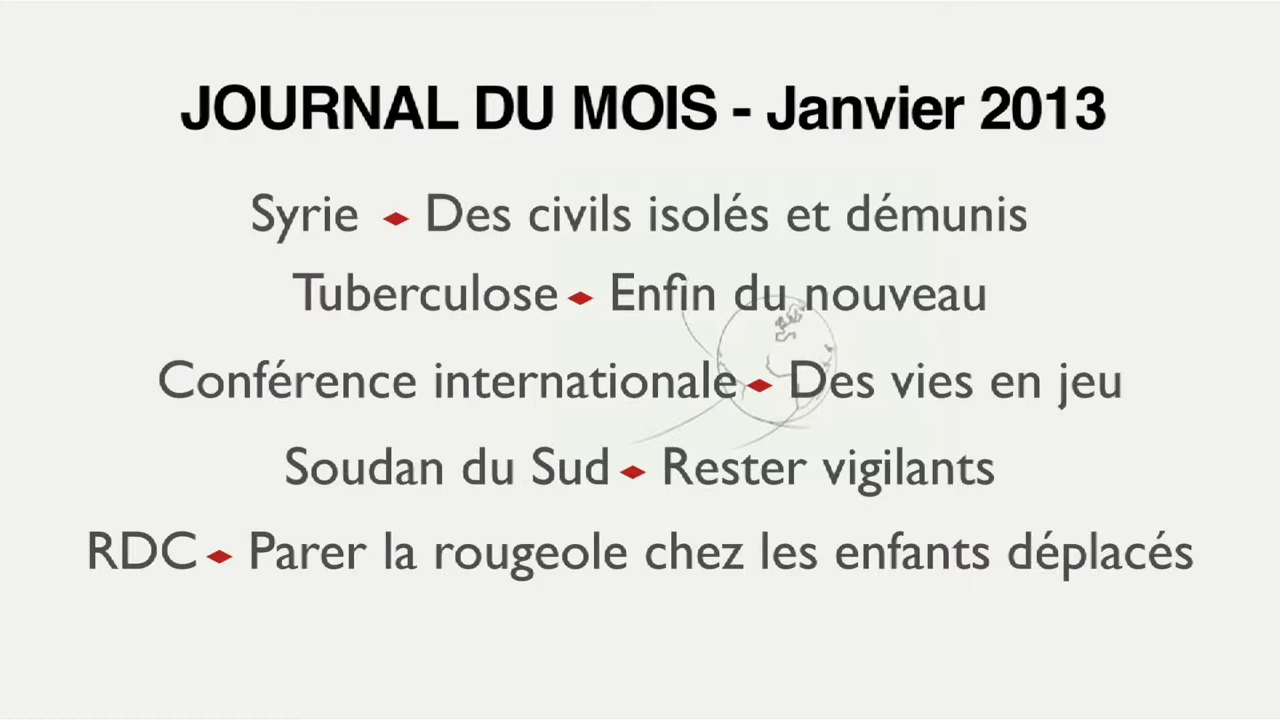 JOURNAL DU MOIS - Janvier 2013
Syrie ♦ Des civils isolés et démunis
Tuberculose ♦ Enfin du nouveau
Conférence internationale ♦ Des vies en jeu
Soudan du Sud ♦ Rester vigilants
RDC ♦ Parer la rougeole chez les enfants déplacés